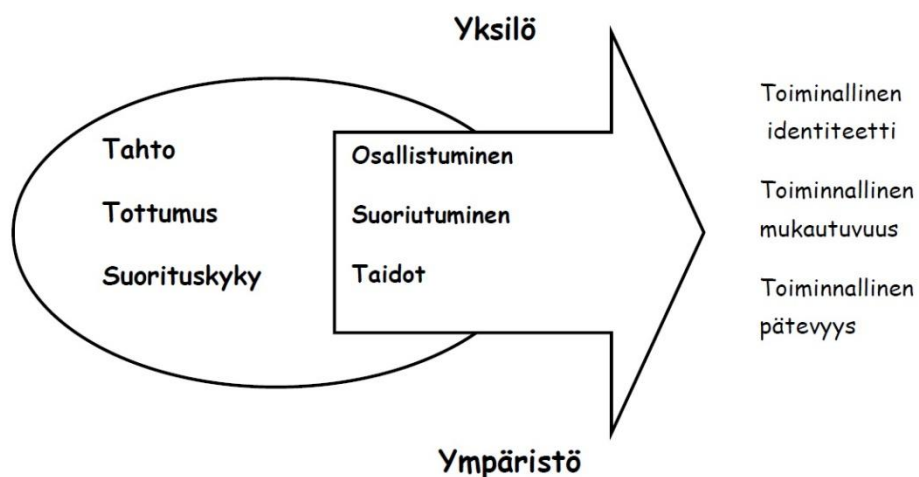 Yksilö
Tahto
Tottumus
Suorituskyky
Osallistuminen
Suoriutuminen
Taidot
Toiminallinen
identiteetti
Toiminnallinen
mukautuvuus
Toiminnallinen
pätevyys
Ympäristö